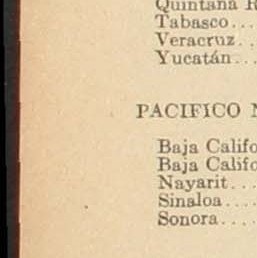 Quintana R
Tabasco...
Veracruz..
Yucatán...
PACIFICO N
Baja Califo
Baja Califo
Nayarit...
Sinaloa....
Sonora....